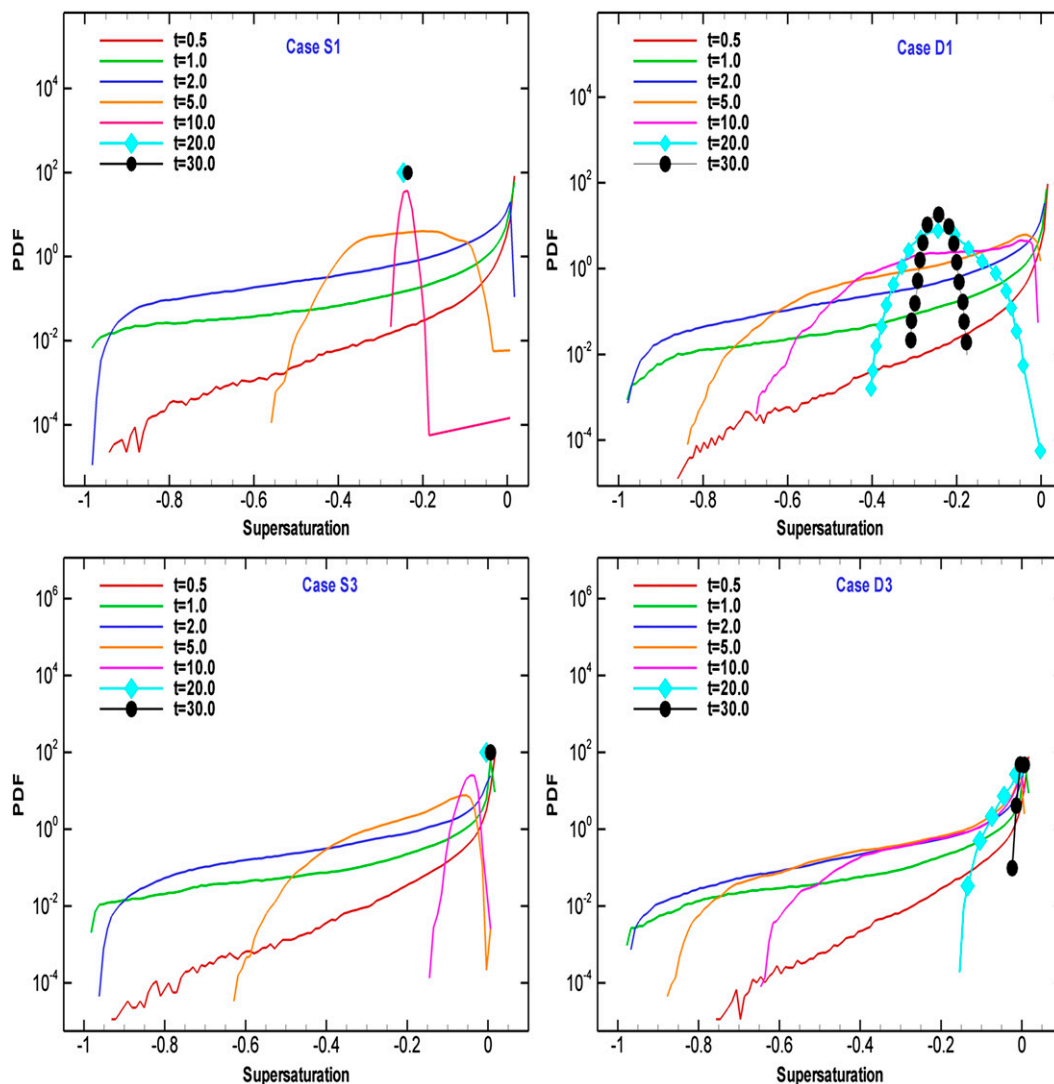 Case S1
t=0.5
t=1.0
t=2.0
t=5.0
t=10.0
t=20.0
t=30.0
PDF
10^4
10^2
10^0
10^-2
10^-4
-1 -0.8 -0.6 -0.4 -0.2 0
Supersaturation
Case D1
t=0.5
t=1.0
t=2.0
t=5.0
t=10.0
t=20.0
t=30.0
PDF
10^4
10^2
10^0
10^-2
10^-4
-1 -0.8 -0.6 -0.4 -0.2 0
Supersaturation
Case S3
t=0.5
t=1.0
t=2.0
t=5.0
t=10.0
t=20.0
t=30.0
PDF
10^6
10^4
10^2
10^0
10^-2
10^-4
-1 -0.8 -0.6 -0.4 -0.2 0
Supersaturation
Case D3
t=0.5
t=1.0
t=2.0
t=5.0
t=10.0
t=20.0
t=30.0
PDF
10^6
10^4
10^2
10^0
10^-2
10^-4
-1 -0.8 -0.6 -0.4 -0.2 0
Supersaturation